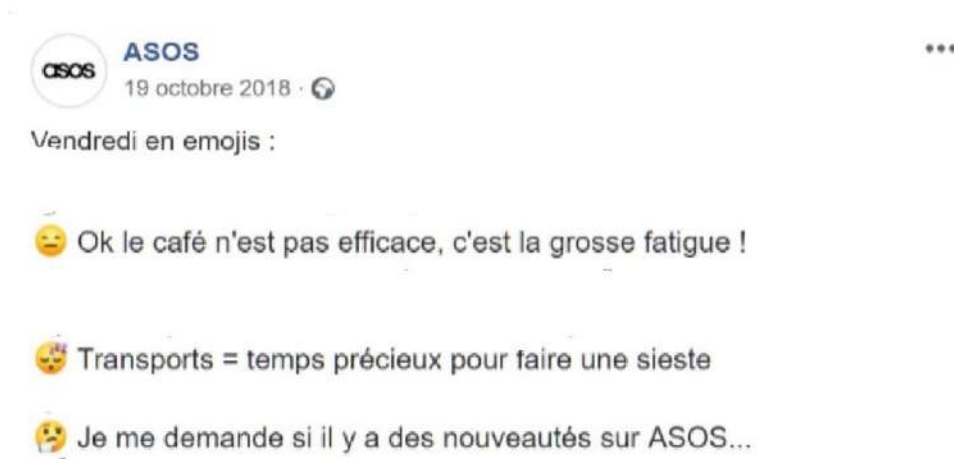 asos
ASOS
19 octobre 2018 ·
Vendredi en emojis :
😑 Ok le café n'est pas efficace, c'est la grosse fatigue !
😴 Transports = temps précieux pour faire une sieste
🤔 Je me demande si il y a des nouveautés sur ASOS...